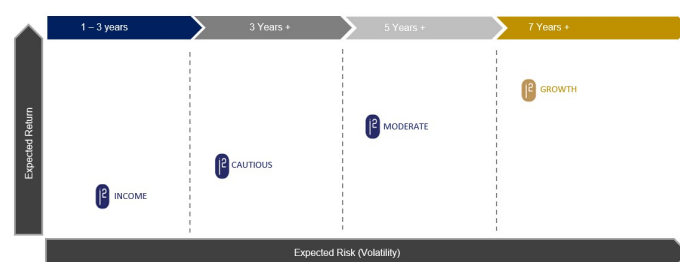 1 – 3 years
3 Years +
5 Years +
7 Years +
Expected Return
GROWTH
MODERATE
CAUTIOUS
INCOME
Expected Risk (Volatility)